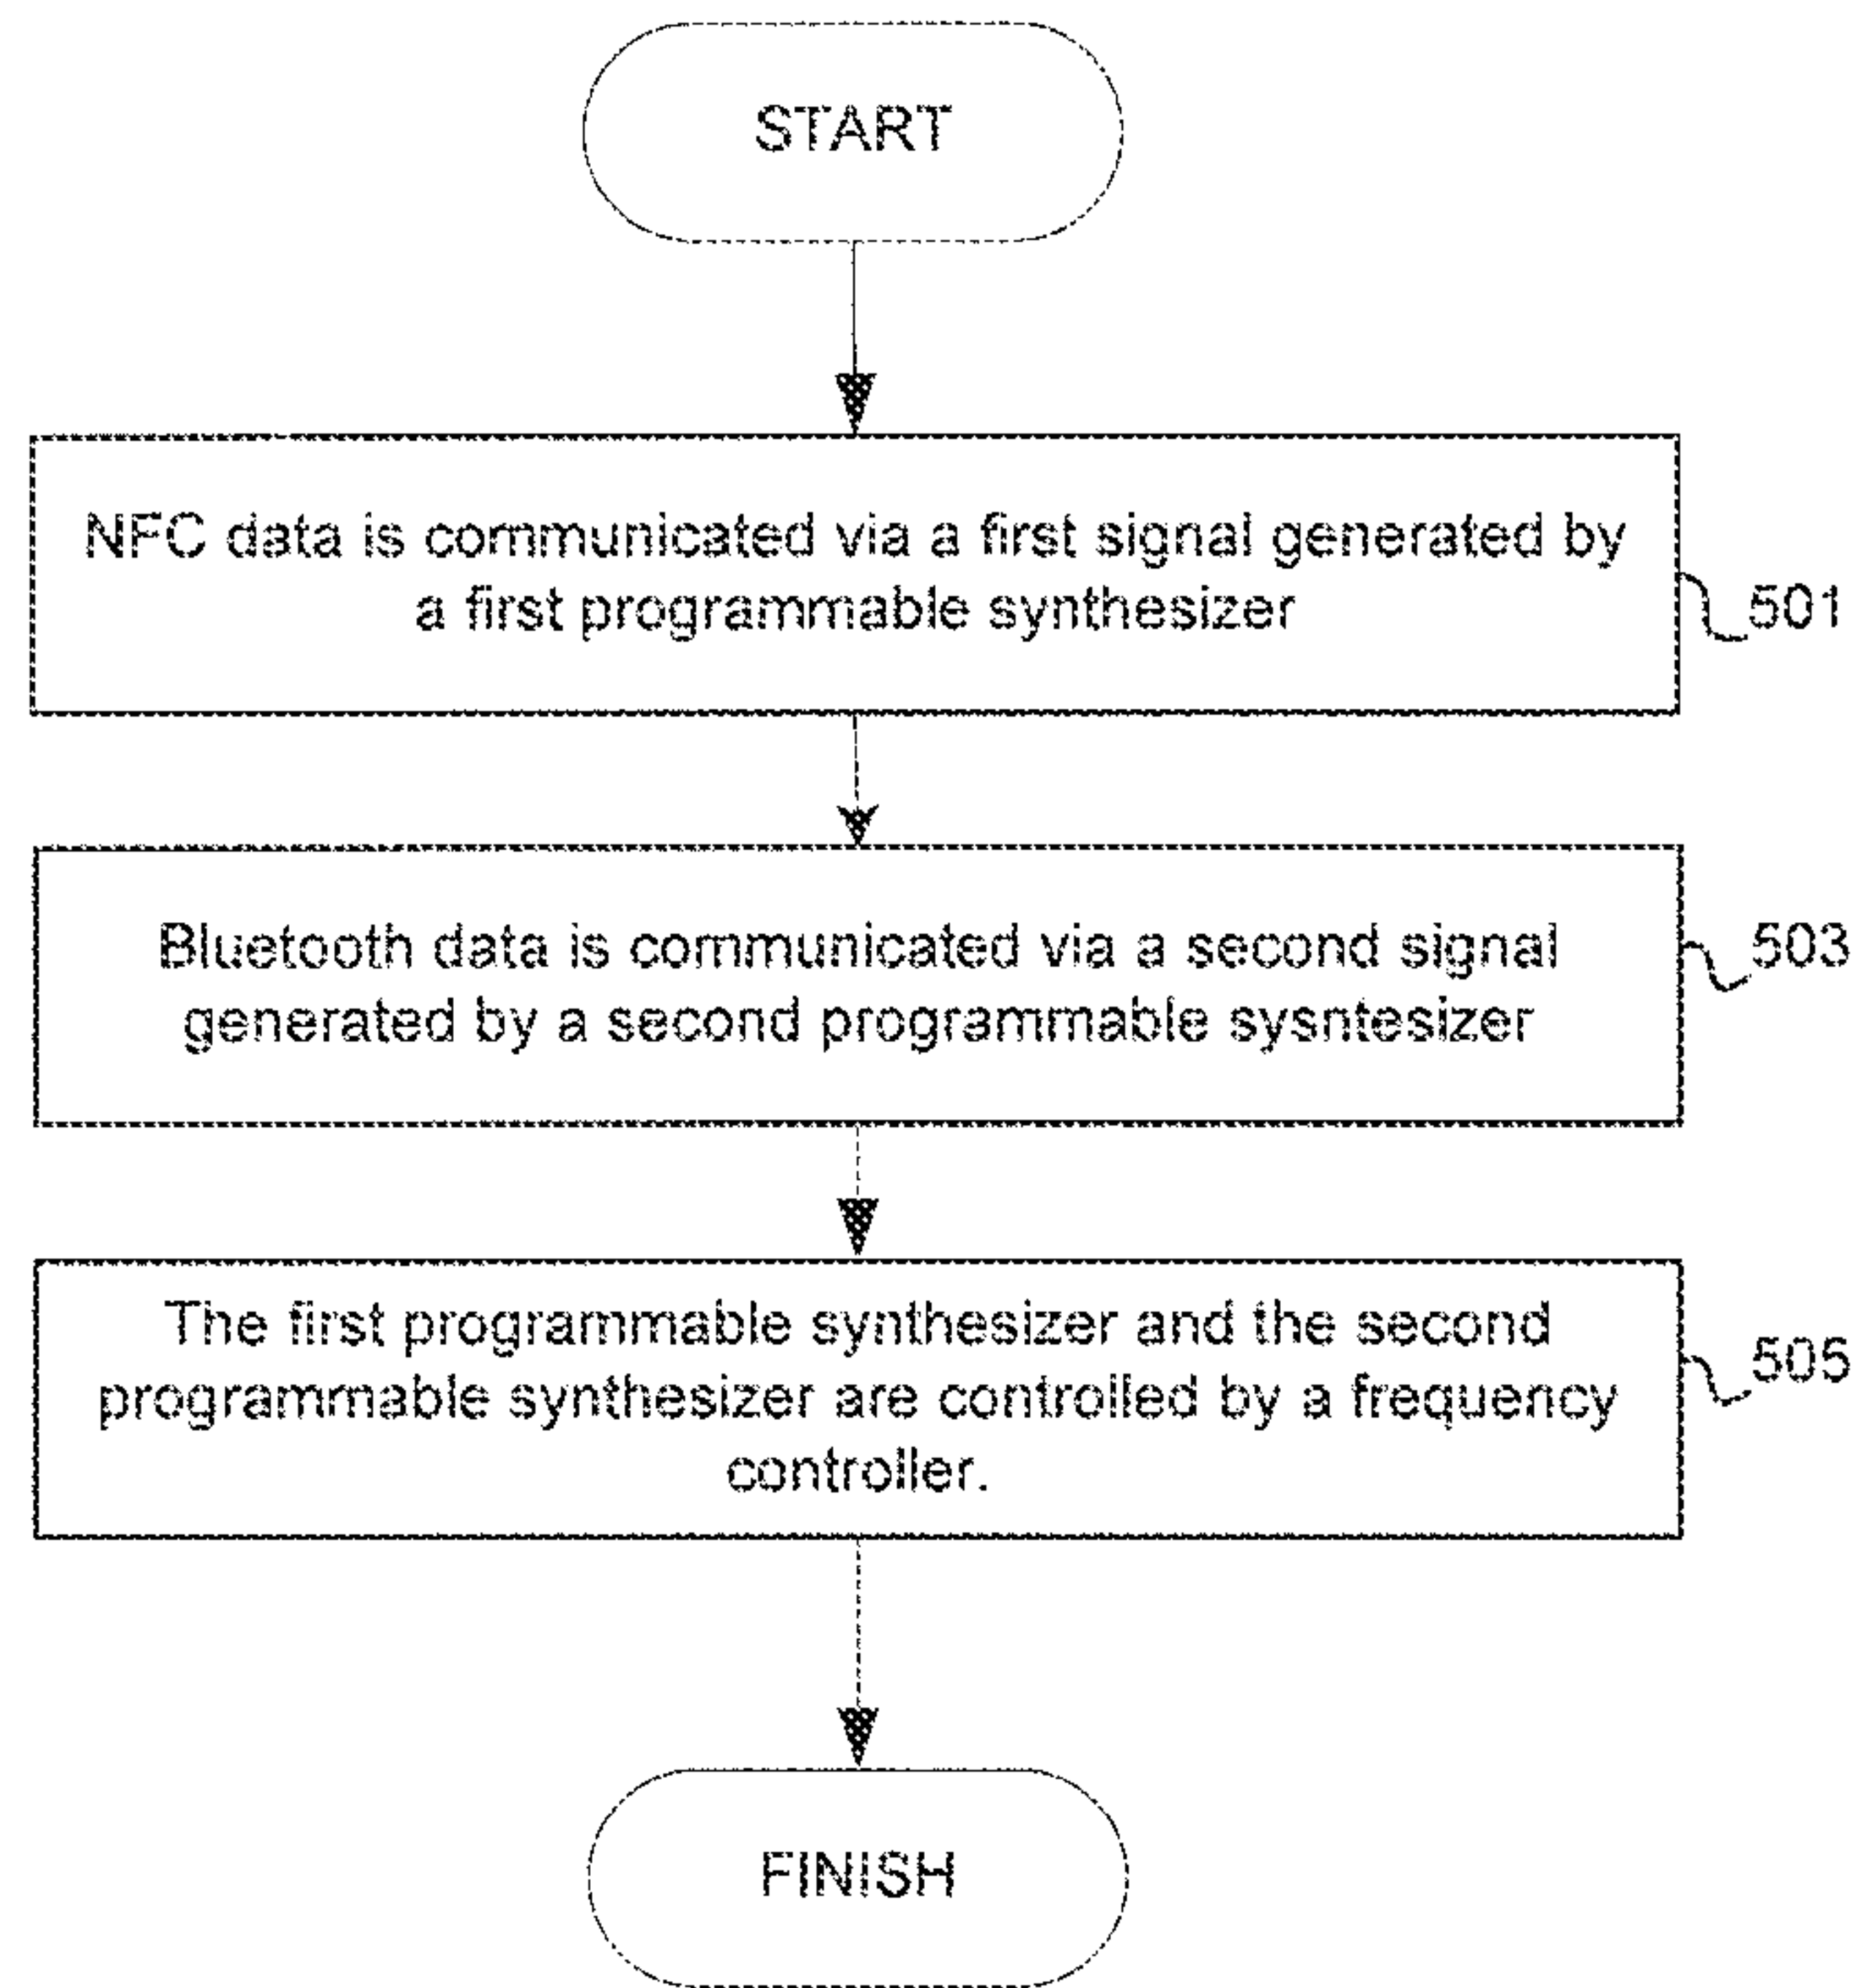 START
NFC data is communicated via a first signal generated by
a first programmable synthesizer
501
Bluetooth data is communicated via a second signal
generated by a second programmable sysntesizer
503
The first programmable synthesizer and the second
programmable synthesizer are controlled by a frequency
controller.
505
FINISH